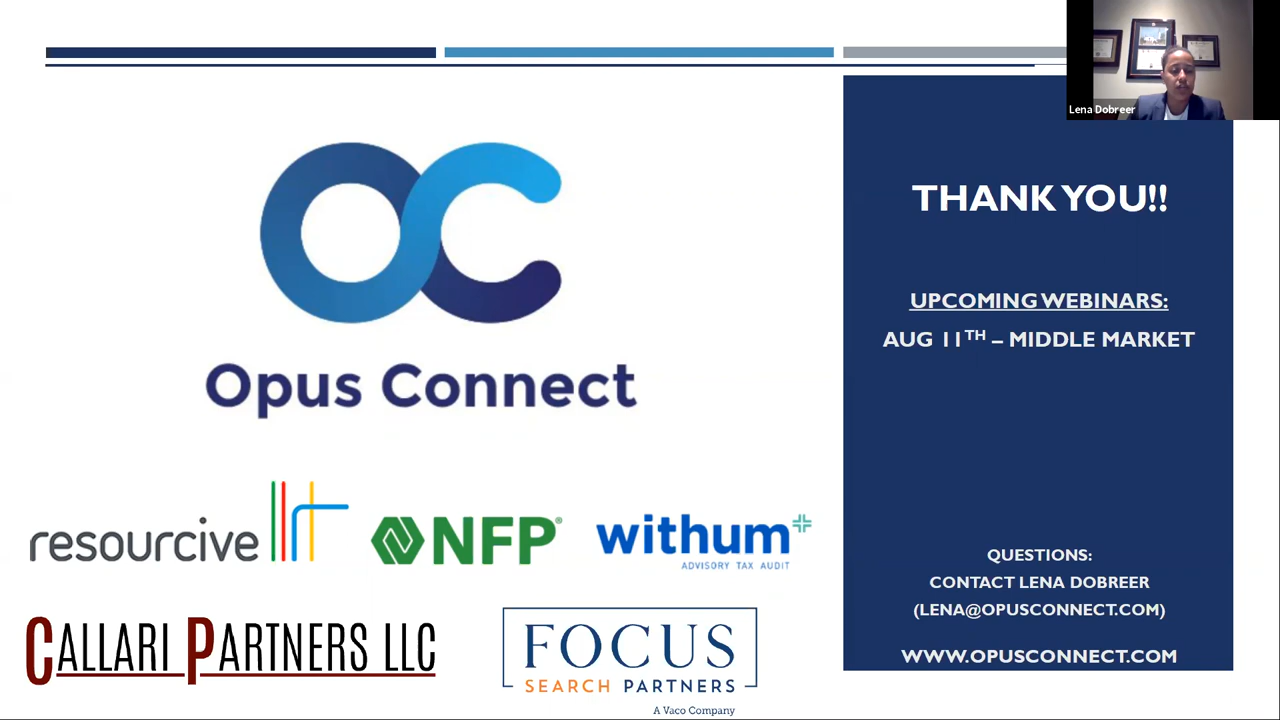 Lena Dobreer
Opus Connect
resourcive
NFP®
withum+
ADVISORY TAX AUDIT
CALLARI PARTNERS LLC
FOCUS
SEARCH PARTNERS
A Vaco Company
THANK YOU!!
UPCOMING WEBINARS:
AUG 11TH – MIDDLE MARKET
QUESTIONS:
CONTACT LENA DOBREER
(LENA@OPUSCONNECT.COM)
WWW.OPUSCONNECT.COM